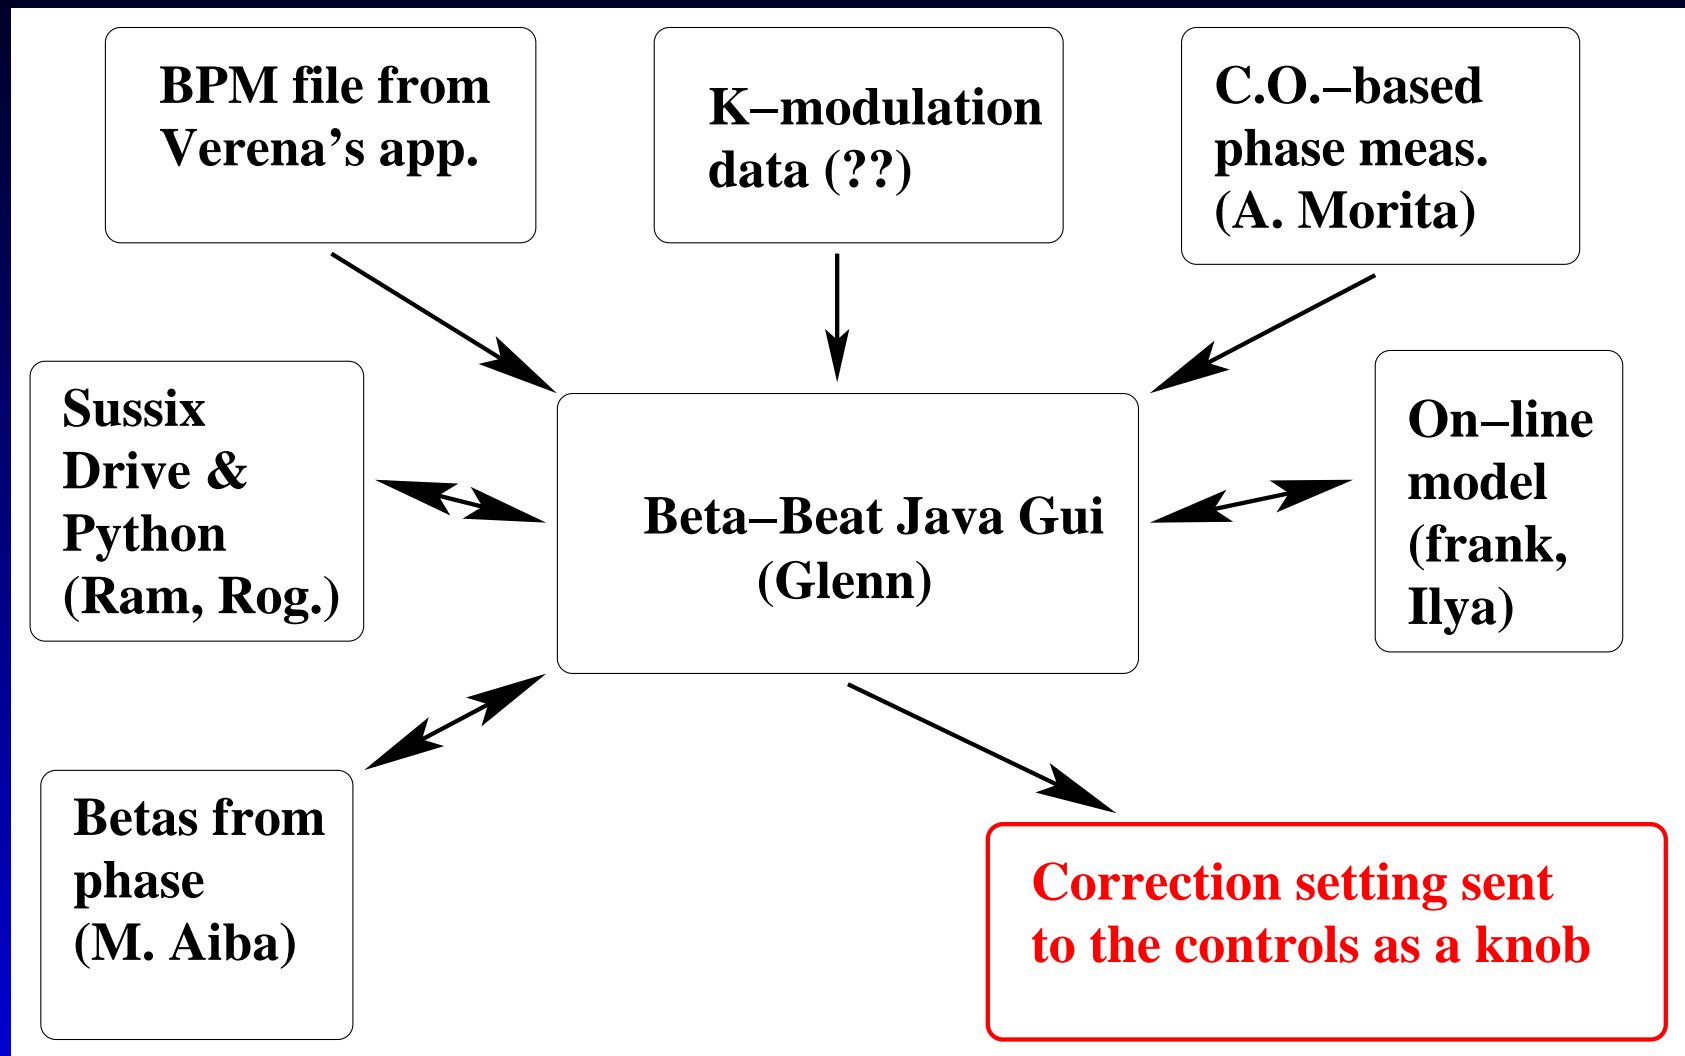 BPM file from
Verena's app.
K−modulation
data (??)
C.O.−based
phase meas.
(A. Morita)
Sussix
Drive &
Python
(Ram, Rog.)
Beta−Beat Java Gui
(Glenn)
On−line
model
(frank,
Ilya)
Betas from
phase
(M. Aiba)
Correction setting sent
to the controls as a knob